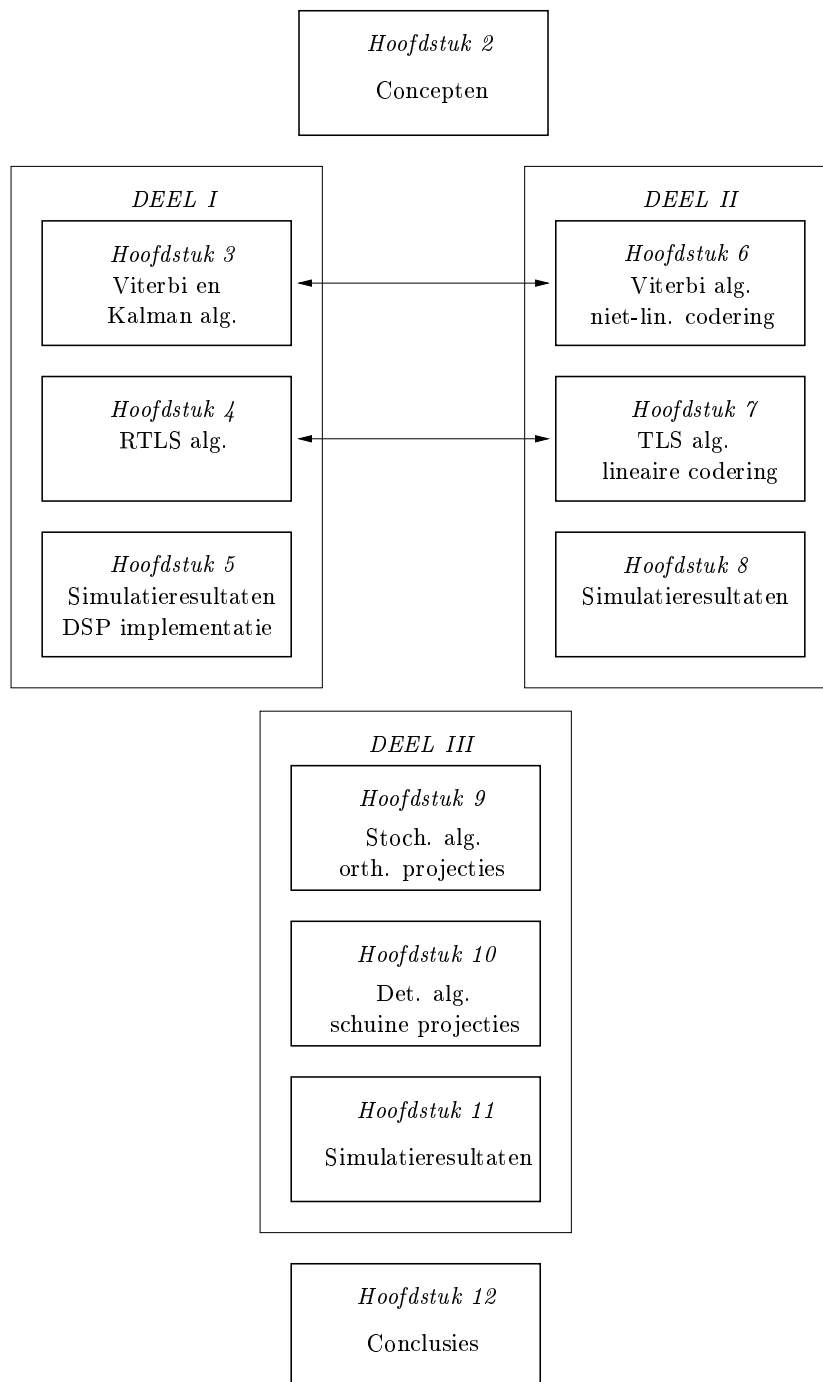 Hoofdstuk 2
Concepten
DEEL I
Hoofdstuk 3
Viterbi en
Kalman alg.
Hoofdstuk 4
RTLS alg.
Hoofdstuk 5
Simulatieresultaten
DSP implementatie
DEEL II
Hoofdstuk 6
Viterbi alg.
niet-lin. codering
Hoofdstuk 7
TLS alg.
lineaire codering
Hoofdstuk 8
Simulatieresultaten
DEEL III
Hoofdstuk 9
Stoch. alg.
orth. projecties
Hoofdstuk 10
Det. alg.
schuine projecties
Hoofdstuk 11
Simulatieresultaten
Hoofdstuk 12
Conclusies